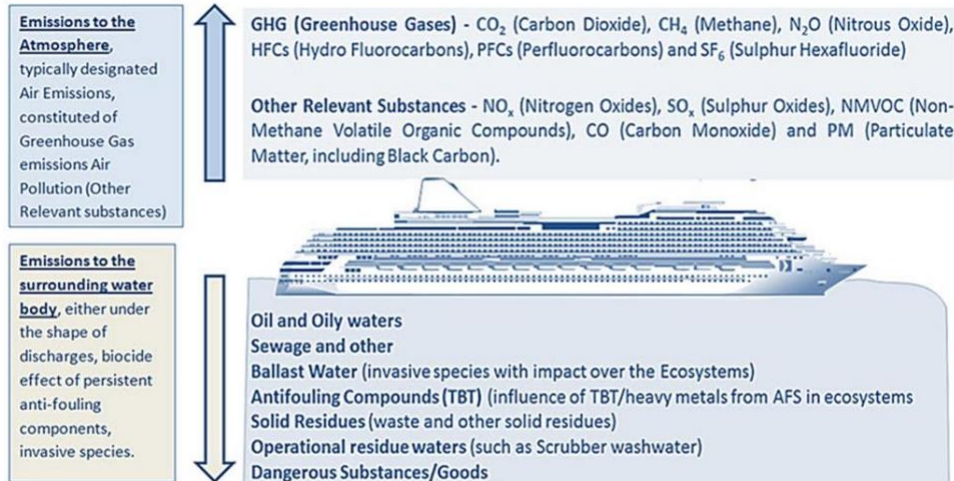 Emissions to the
Atmosphere,
typically designated
Air Emissions,
constituted of
Greenhouse Gas
emissions Air
Pollution (Other
Relevant substances)
GHG (Greenhouse Gases) - CO₂ (Carbon Dioxide), CH₄ (Methane), N₂O (Nitrous Oxide),
HFCs (Hydro Fluorocarbons), PFCs (Perfluorocarbons) and SF₆ (Sulphur Hexafluoride)
Other Relevant Substances - NOₓ (Nitrogen Oxides), SOₓ (Sulphur Oxides), NMVOC (Non-
Methane Volatile Organic Compounds), CO (Carbon Monoxide) and PM (Particulate
Matter, including Black Carbon).
Emissions to the
surrounding water
body, either under
the shape of
discharges, biocide
effect of persistent
anti-fouling
components,
invasive species.
Oil and Oily waters
Sewage and other
Ballast Water (invasive species with impact over the Ecosystems)
Antifouling Compounds (TBT) (influence of TBT/heavy metals from AFS in ecosystems
Solid Residues (waste and other solid residues)
Operational residue waters (such as Scrubber washwater)
Dangerous Substances/Goods